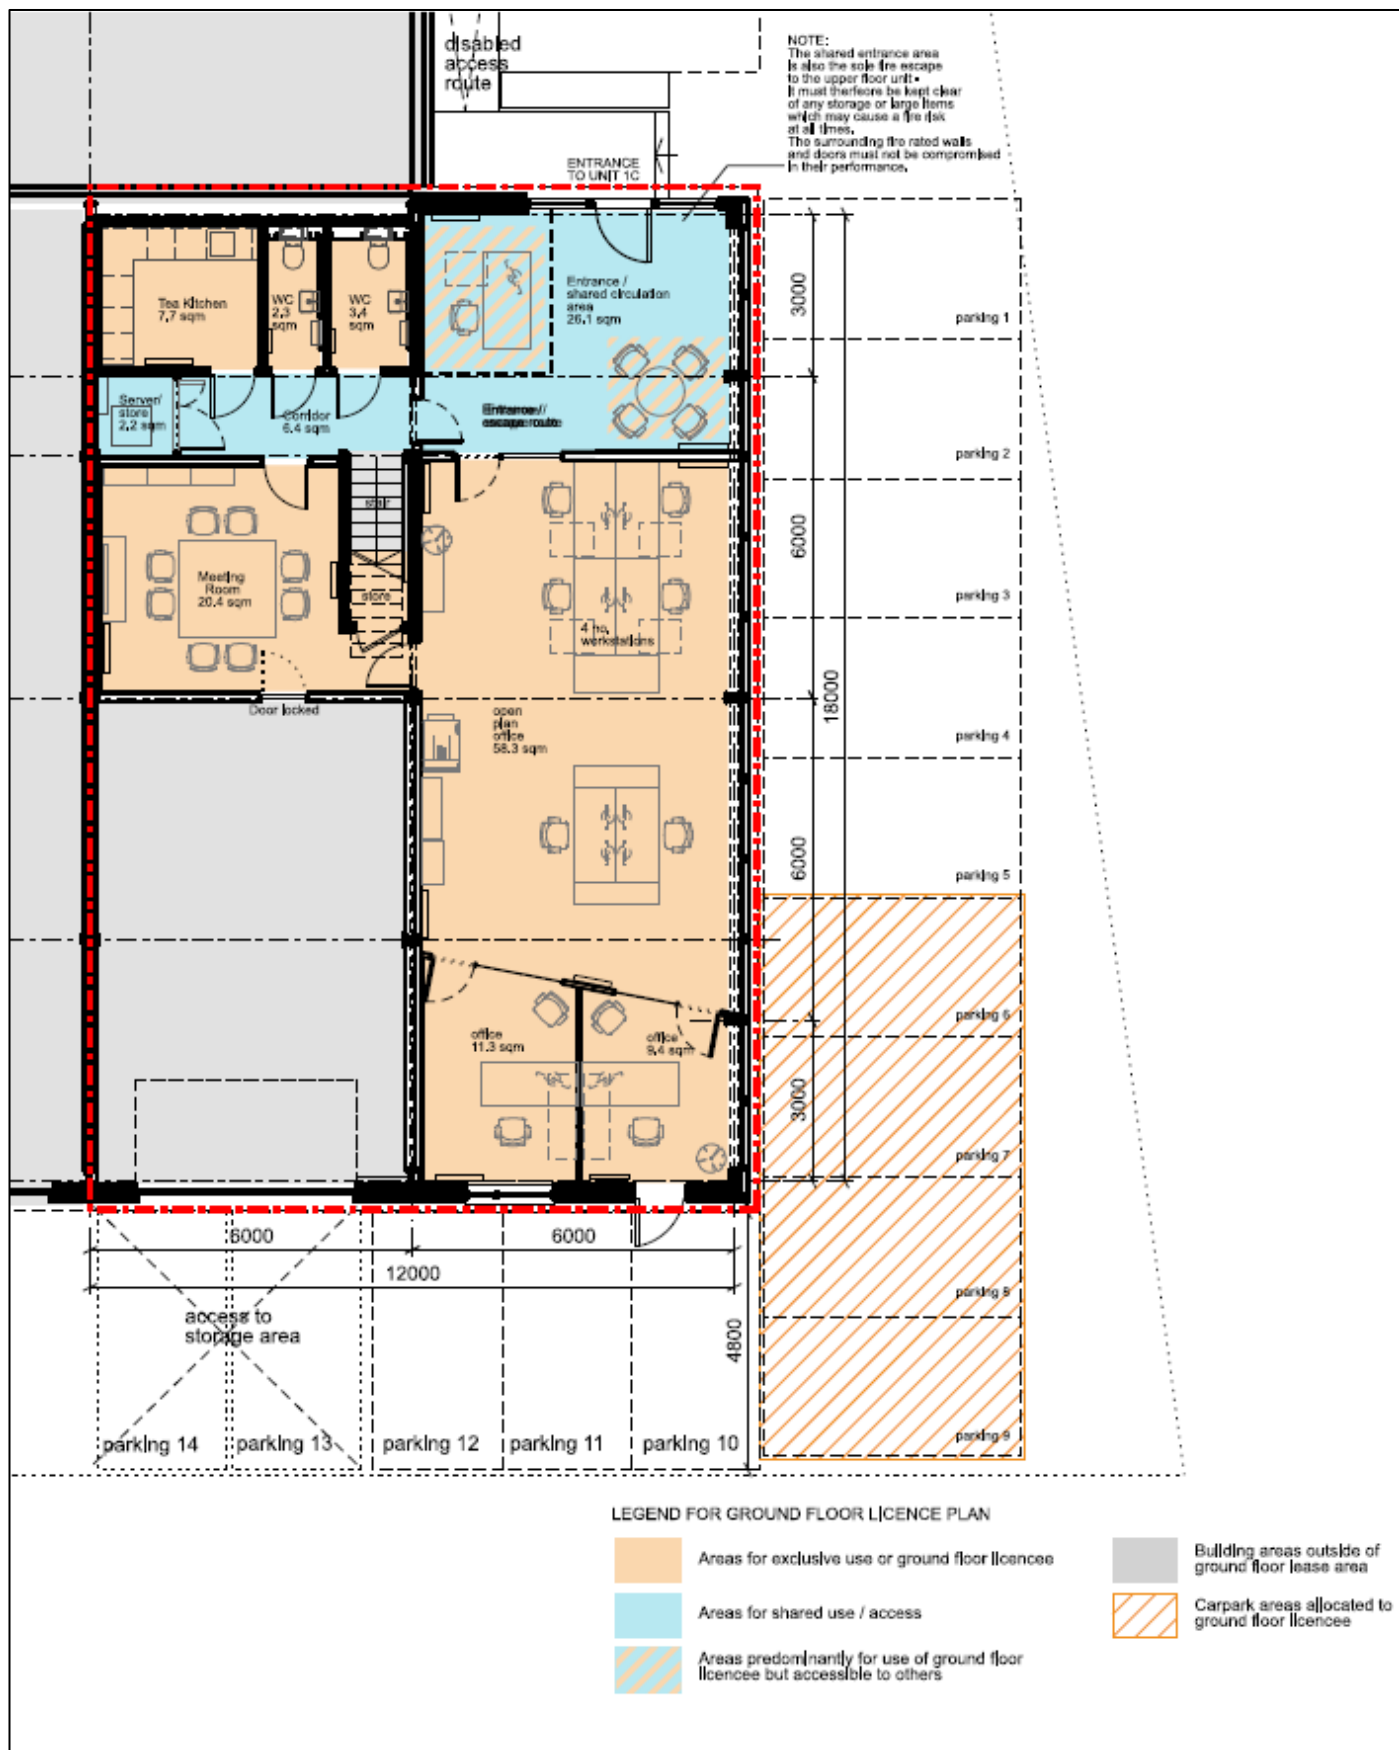 disabled
access
route
NOTE:
The shared entrance area
is also the sole fire escape
to the upper floor unit -
It must therfeore be kept clear
of any storage or large items
which may cause a fire risk
at all times.
The surrounding fire rated walls
and doors must not be compromised
in their performance.
ENTRANCE
TO UNIT 1C
Tea Kitchen
7.7 sqm
WC
2.3
sqm
WC
3.4
sqm
Entrance /
shared circulation
area
26.1 sqm
3000
parking 1
Server/
store
2.2 sqm
Corridor
6.4 sqm
Entrance /
escape route
parking 2
stair
6000
Meeting
Room
20.4 sqm
store
parking 3
4 no.
workstations
18000
Door locked
open
plan
office
58.3 sqm
parking 4
6000
parking 5
parking 6
office
11.3 sqm
office
9.4 sqm
3000
parking 7
6000
6000
12000
parking 8
access to
storage area
4800
parking 14
parking 13
parking 12
parking 11
parking 10
parking 9
LEGEND FOR GROUND FLOOR LICENCE PLAN
Areas for exclusive use or ground floor licencee
Building areas outside of
ground floor lease area
Areas for shared use / access
Carpark areas allocated to
ground floor licencee
Areas predominantly for use of ground floor
licencee but accessible to others